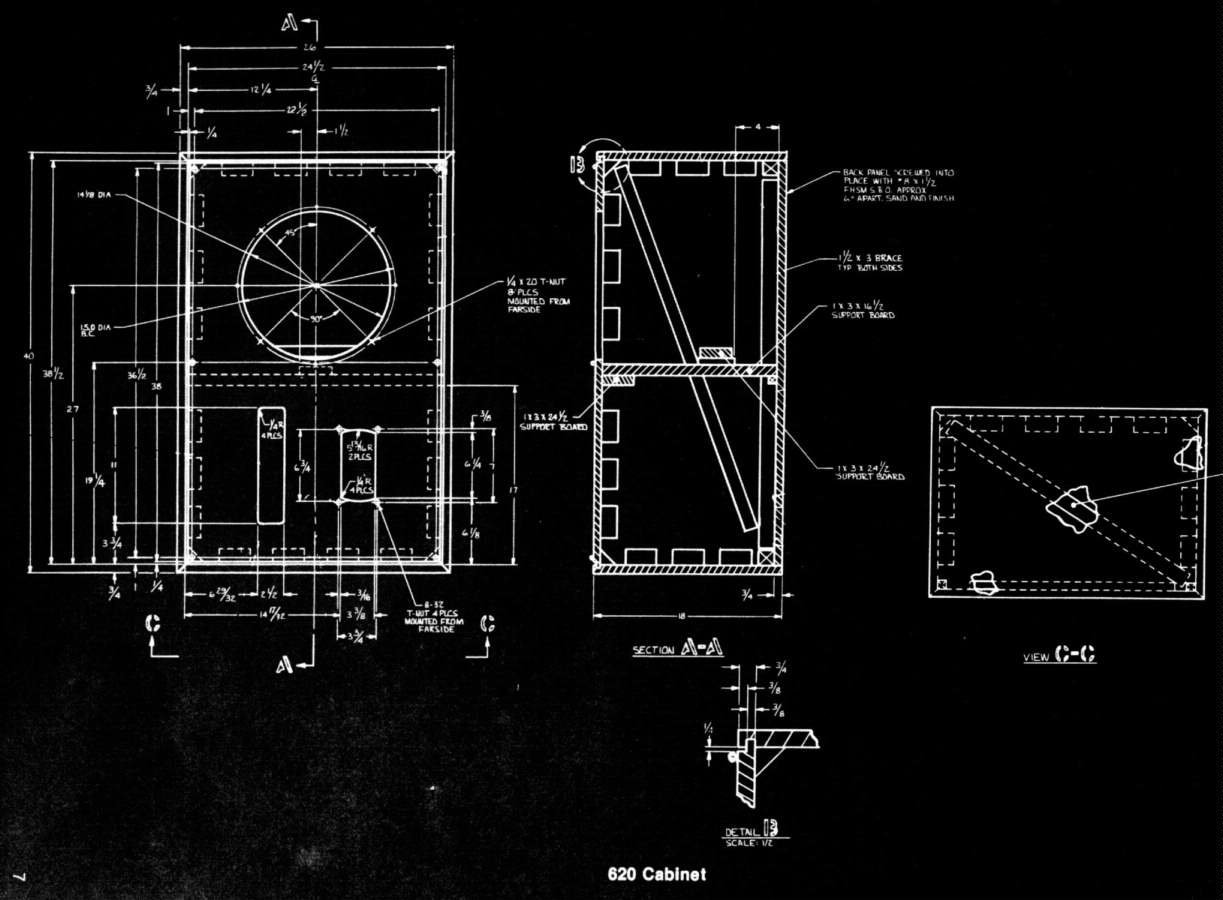 A
26
24 1/2
℄
3/4
12 1/4
1
22 1/2
1/4
1 1/2
14 1/8 DIA
45°
15.0 DIA
B.C.
90°
1/4 X 20 T-NUT
8 PLCS
MOUNTED FROM
FARSIDE
40
38 1/2
27
36 1/2
38
19 1/4
11
3 3/4
3/4
1
1/4
1/4 R
4 PLCS
6 3/4
5 13/16 R
2 PLCS
1/4 R
4 PLCS
3/8
6 1/4
7
6 1/8
17
6 29/32
2 1/2
3/16
14 17/32
3 3/8
3 3/4
8-32
T-NUT 4 PLCS
MOUNTED FROM
FARSIDE
C
C
A
B
4
BACK PANEL SCREWED INTO
PLACE WITH #8 X 1 1/2
F.H.S.M.S. B.O. APPROX
6" APART. SAND AND FINISH
1 1/2 X 3 BRACE
TYP BOTH SIDES
1 X 3 X 16 1/2
SUPPORT BOARD
1 X 3 X 24 1/2
SUPPORT BOARD
1 X 3 X 24 1/2
SUPPORT BOARD
3/4
18
SECTION A-A
VIEW C-C
3/4
3/8
3/8
1/4
DETAIL B
SCALE: 1/2
620 Cabinet
7